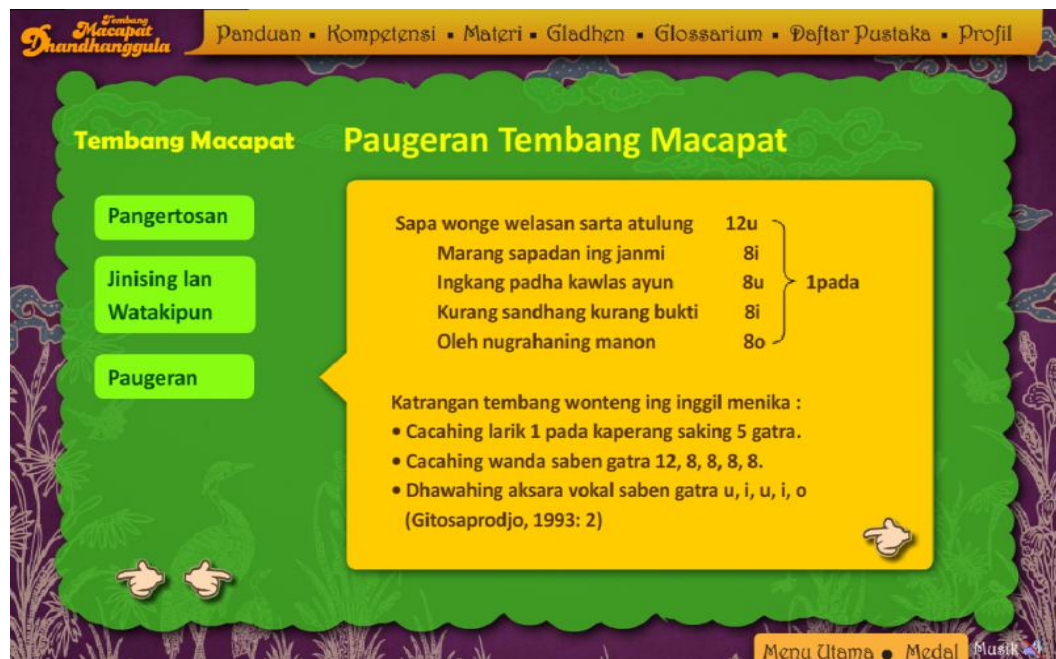 Tembang
Macapat
Dhandhanggula
Panduan ▪ Kompetensi ▪ Materi ▪ Gladhen ▪ Glossarium ▪ Daftar Pustaka ▪ Profil
Tembang Macapat
Paugeran Tembang Macapat
Pangertosan
Jinising lan
Watakipun
Paugeran
Sapa wonge welasan sarta atulung 12u
Marang sapadan ing janmi 8i
Ingkang padha kawlas ayun 8u 1pada
Kurang sandhang kurang bukti 8i
Oleh nugrahaning manon 8o
Katrangan tembang wonteng ing inggil menika :
• Cacahing larik 1 pada kaperang saking 5 gatra.
• Cacahing wanda saben gatra 12, 8, 8, 8, 8.
• Dhawahing aksara vokal saben gatra u, i, u, i, o
(Gitosaprodjo, 1993: 2)
Menu Utama ● Medal Musik